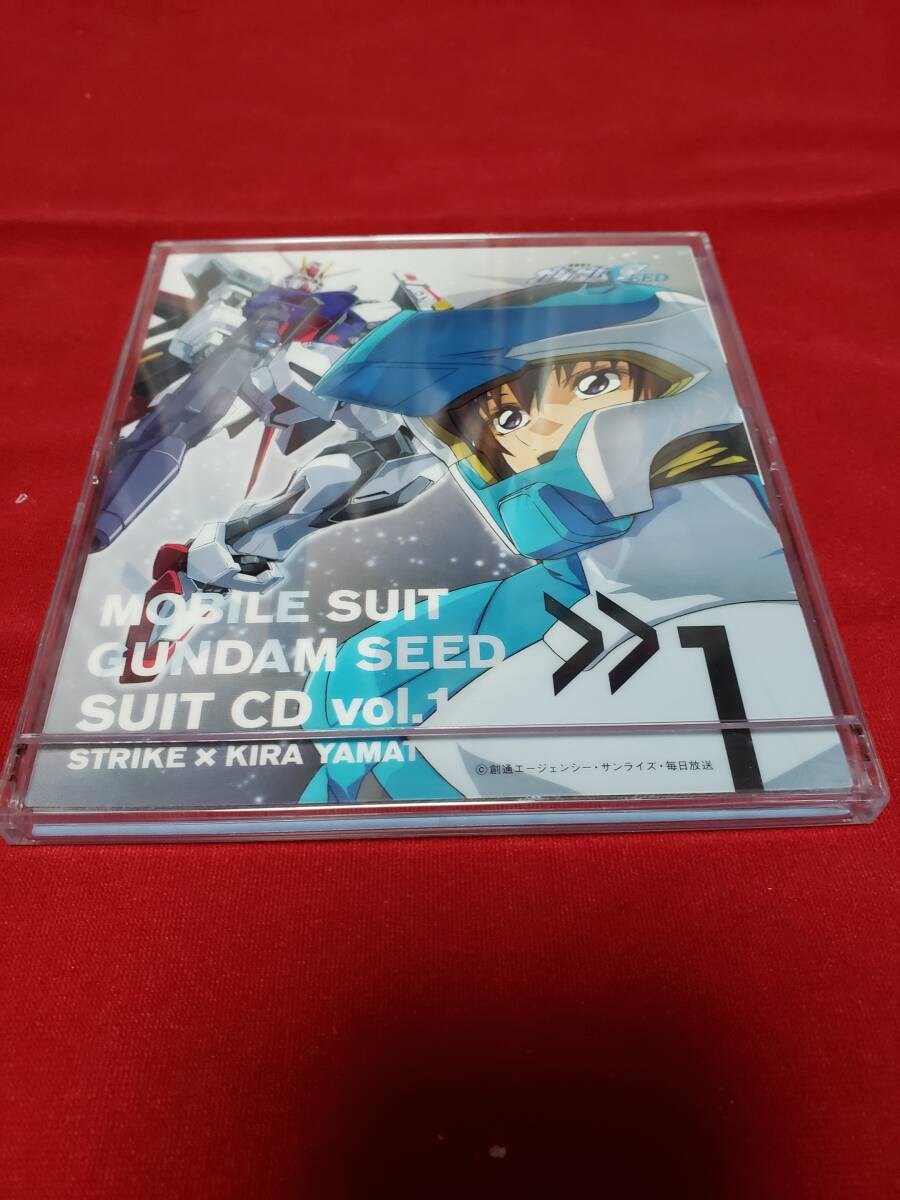 SEED
MOBILE SUIT
GUNDAM SEED
SUIT CD vol.1
STRIKE × KIRA YAMAT
©創通エージェンシー・サンライズ・毎日放送
>>1